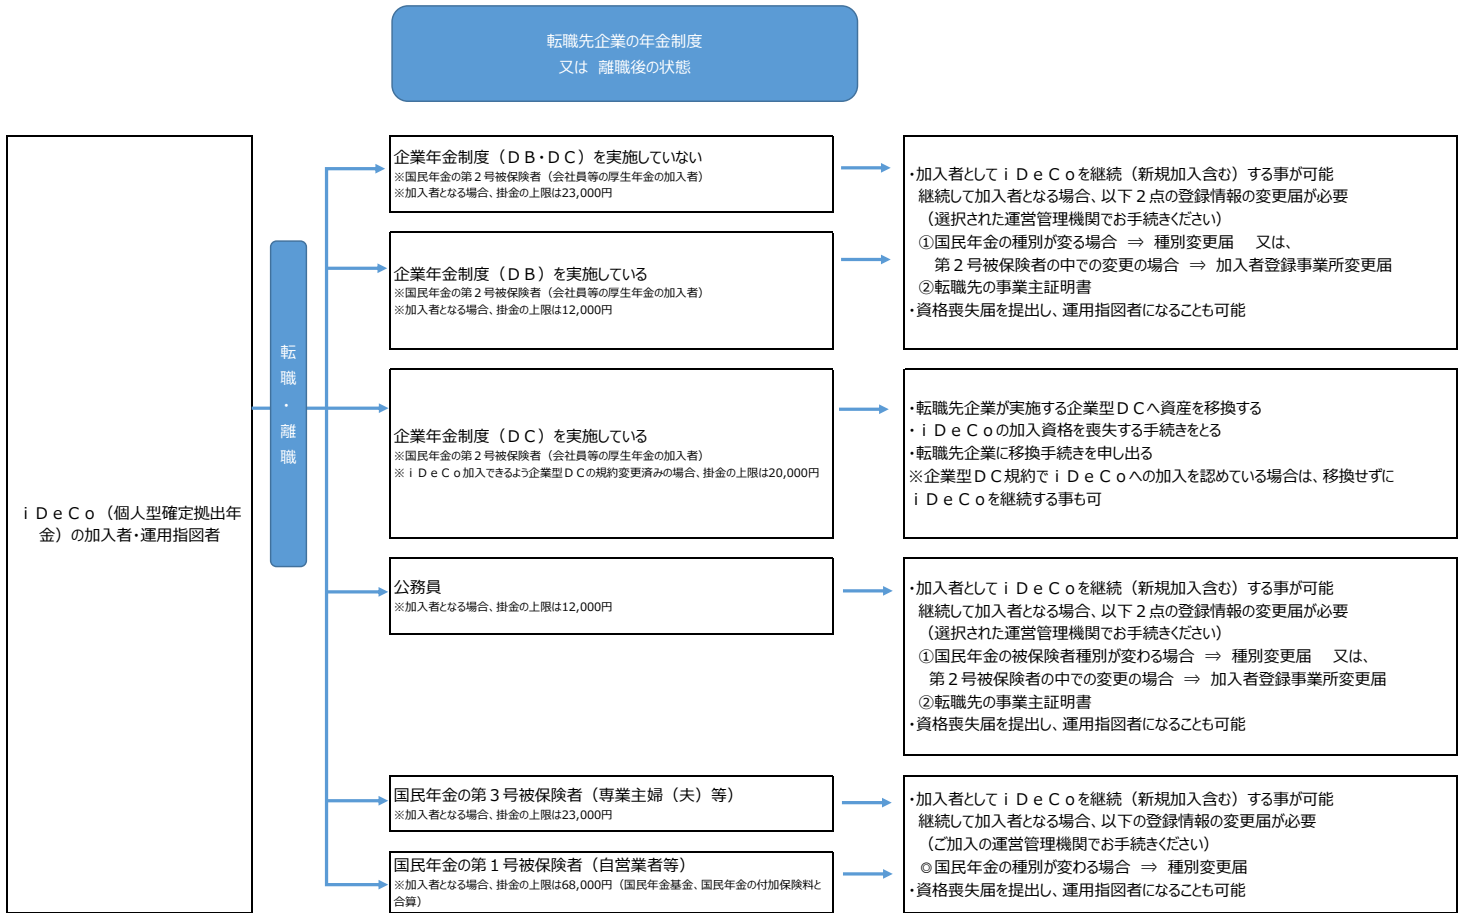 転職先企業の年金制度
又は 離職後の状態
iDeCo（個人型確定拠出年
金）の加入者・運用指図者
転職・離職
企業年金制度（ＤＢ・ＤＣ）を実施していない
※国民年金の第２号被保険者（会社員等の厚生年金の加入者）
※加入者となる場合、掛金の上限は23,000円
・加入者としてｉＤｅＣｏを継続（新規加入含む）する事が可能
継続して加入者となる場合、以下２点の登録情報の変更届が必要
（選択された運営管理機関でお手続きください）
①国民年金の種別が変る場合 ⇒ 種別変更届 又は、
第２号被保険者の中での変更の場合 ⇒ 加入者登録事業所変更届
②転職先の事業主証明書
・資格喪失届を提出し、運用指図者になることも可能
企業年金制度（ＤＢ）を実施している
※国民年金の第２号被保険者（会社員等の厚生年金の加入者）
※加入者となる場合、掛金の上限は12,000円
企業年金制度（ＤＣ）を実施している
※国民年金の第２号被保険者（会社員等の厚生年金の加入者）
※ｉＤｅＣｏ加入できるよう企業型ＤＣの規約変更済みの場合、掛金の上限は20,000円
・転職先企業が実施する企業型ＤＣへ資産を移換する
・ｉＤｅＣｏの加入資格を喪失する手続きをとる
・転職先企業に移換手続きを申し出る
※企業型ＤＣ規約でｉＤｅＣｏへの加入を認めている場合は、移換せずに
ｉＤｅＣｏを継続する事も可
公務員
※加入者となる場合、掛金の上限は12,000円
・加入者としてｉＤｅＣｏを継続（新規加入含む）する事が可能
継続して加入者となる場合、以下２点の登録情報の変更届が必要
（選択された運営管理機関でお手続きください）
①国民年金の被保険者種別が変わる場合 ⇒ 種別変更届 又は、
第２号被保険者の中での変更の場合 ⇒ 加入者登録事業所変更届
②転職先の事業主証明書
・資格喪失届を提出し、運用指図者になることも可能
国民年金の第３号被保険者（専業主婦（夫）等）
※加入者となる場合、掛金の上限は23,000円
国民年金の第１号被保険者（自営業者等）
※加入者となる場合、掛金の上限は68,000円（国民年金基金、国民年金の付加保険料と
合算）
・加入者としてｉＤｅＣｏを継続（新規加入含む）する事が可能
継続して加入者となる場合、以下の登録情報の変更届が必要
（ご加入の運営管理機関でお手続きください）
◎国民年金の種別が変わる場合 ⇒ 種別変更届
・資格喪失届を提出し、運用指図者になることも可能